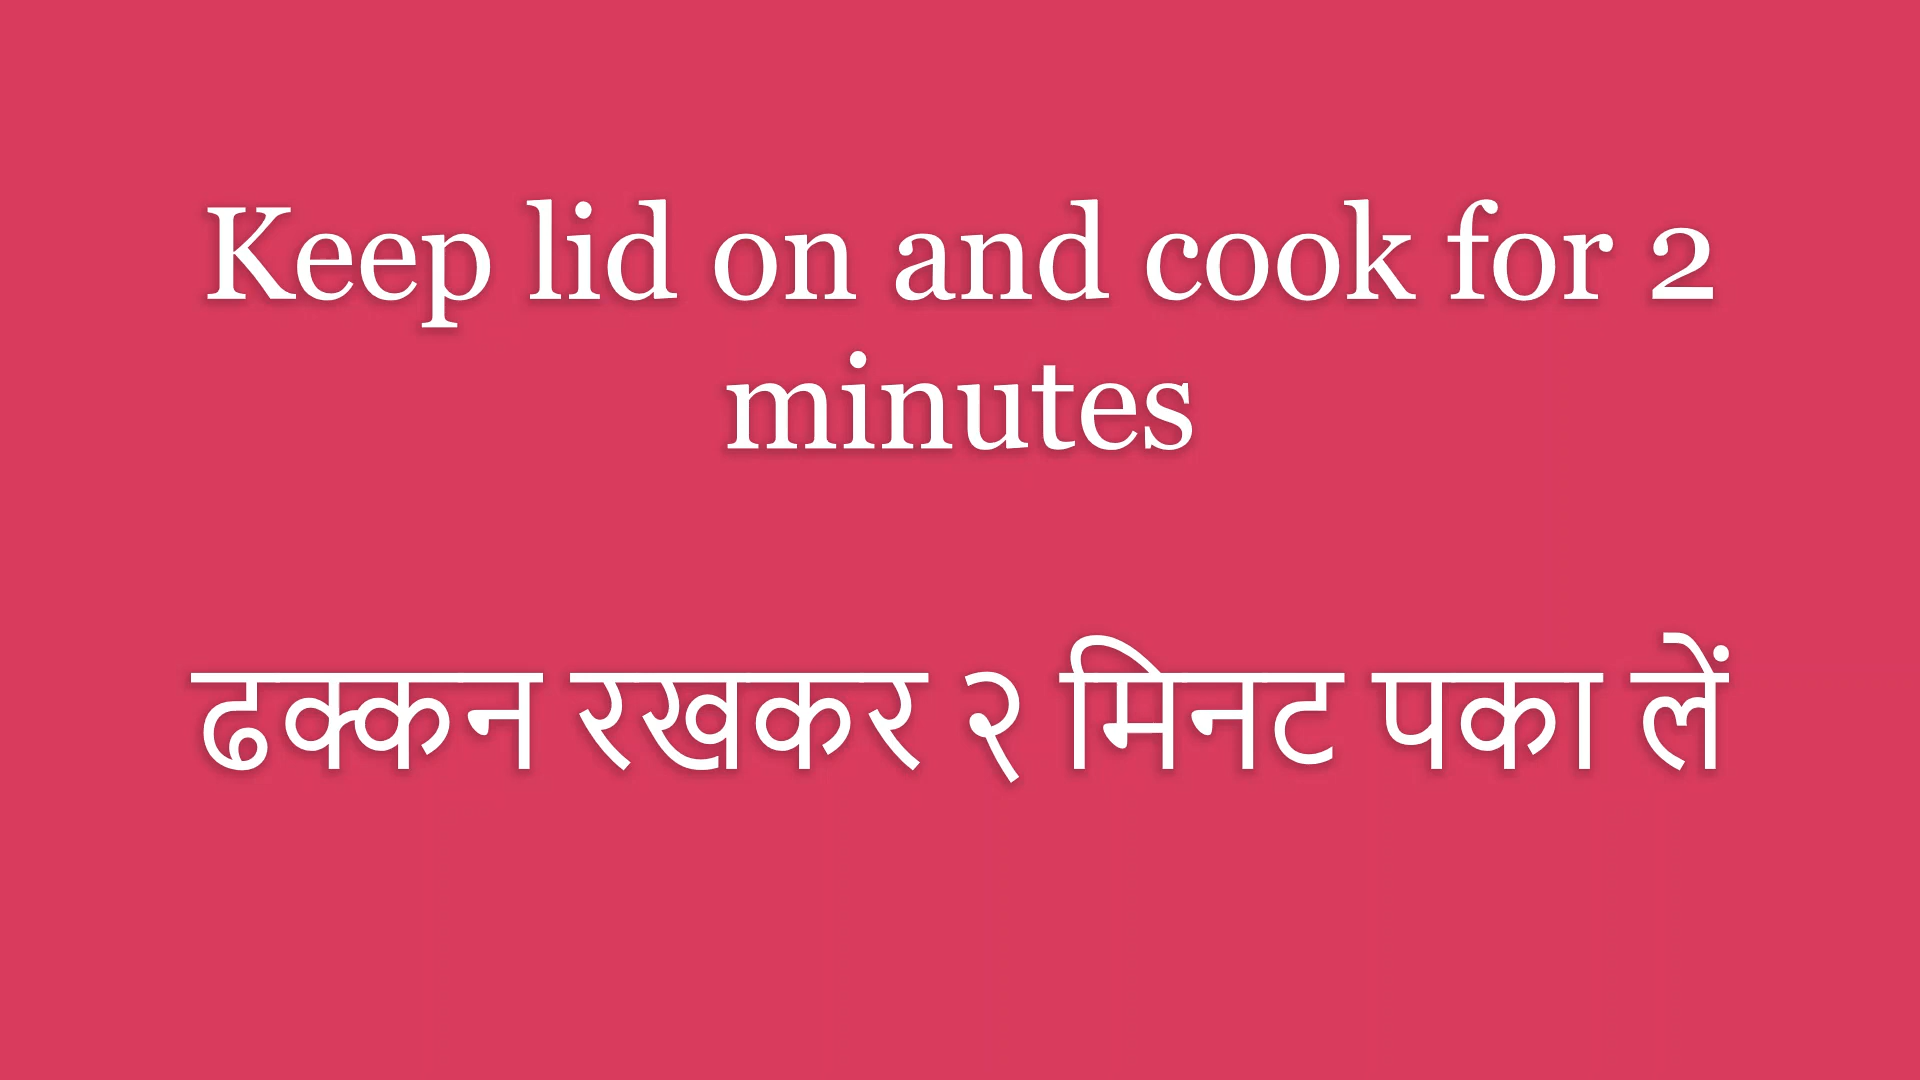 Keep lid on and cook for 2
minutes
ढक्कन रखकर २ मिनट पका लें